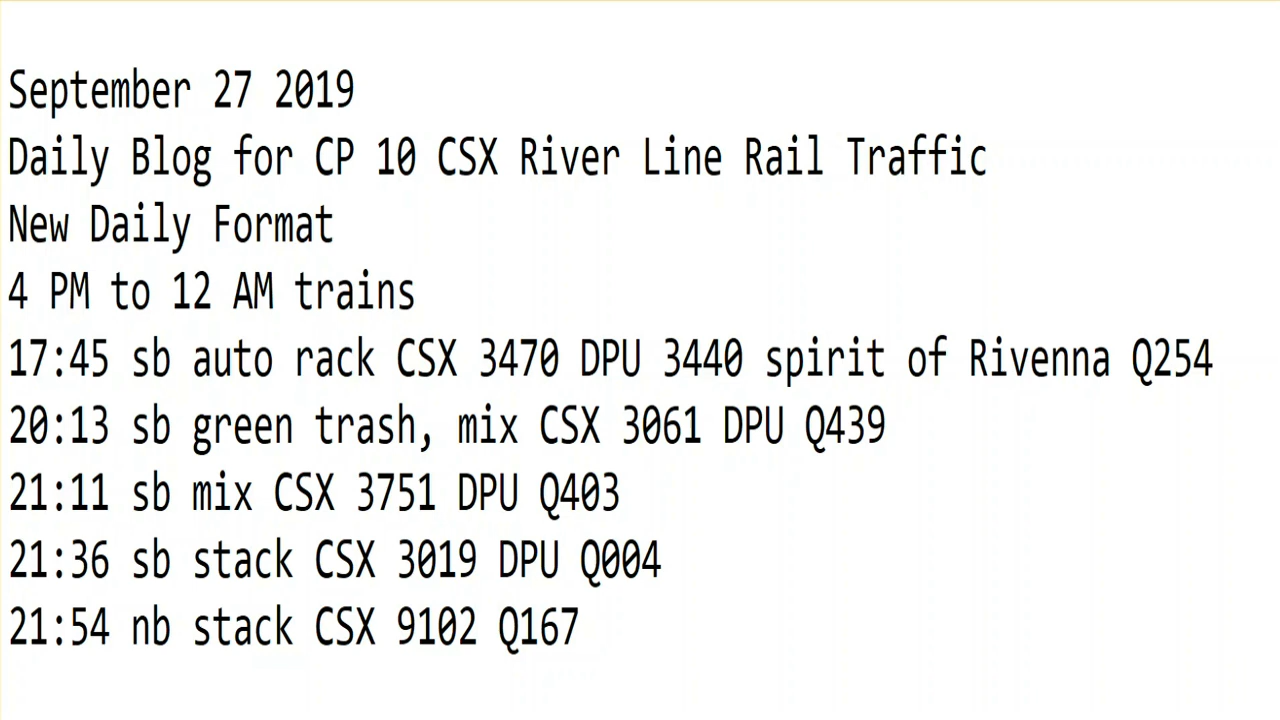 September 27 2019
Daily Blog for CP 10 CSX River Line Rail Traffic
New Daily Format
4 PM to 12 AM trains
17:45 sb auto rack CSX 3470 DPU 3440 spirit of Rivenna Q254
20:13 sb green trash, mix CSX 3061 DPU Q439
21:11 sb mix CSX 3751 DPU Q403
21:36 sb stack CSX 3019 DPU Q004
21:54 nb stack CSX 9102 Q167